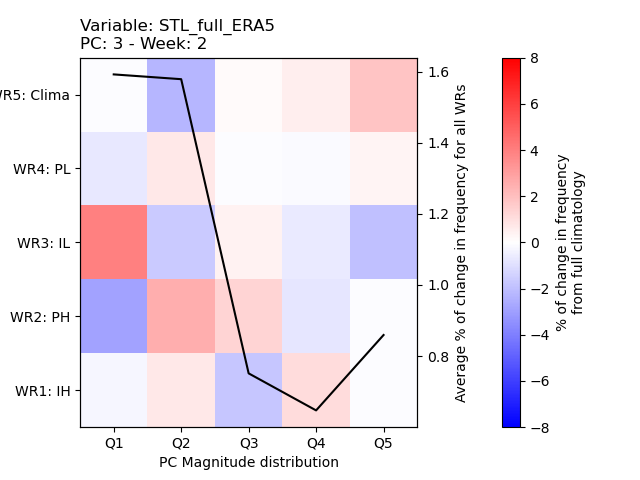 Variable: STL_full_ERA5
PC: 3 - Week: 2
WR5: Clima
WR4: PL
WR3: IL
WR2: PH
WR1: IH
Q1 Q2 Q3 Q4 Q5
PC Magnitude distribution
1.6
1.4
1.2
1.0
0.8
Average % of change in frequency for all WRs
8
6
4
2
0
−2
−4
−6
−8
% of change in frequency
from full climatology